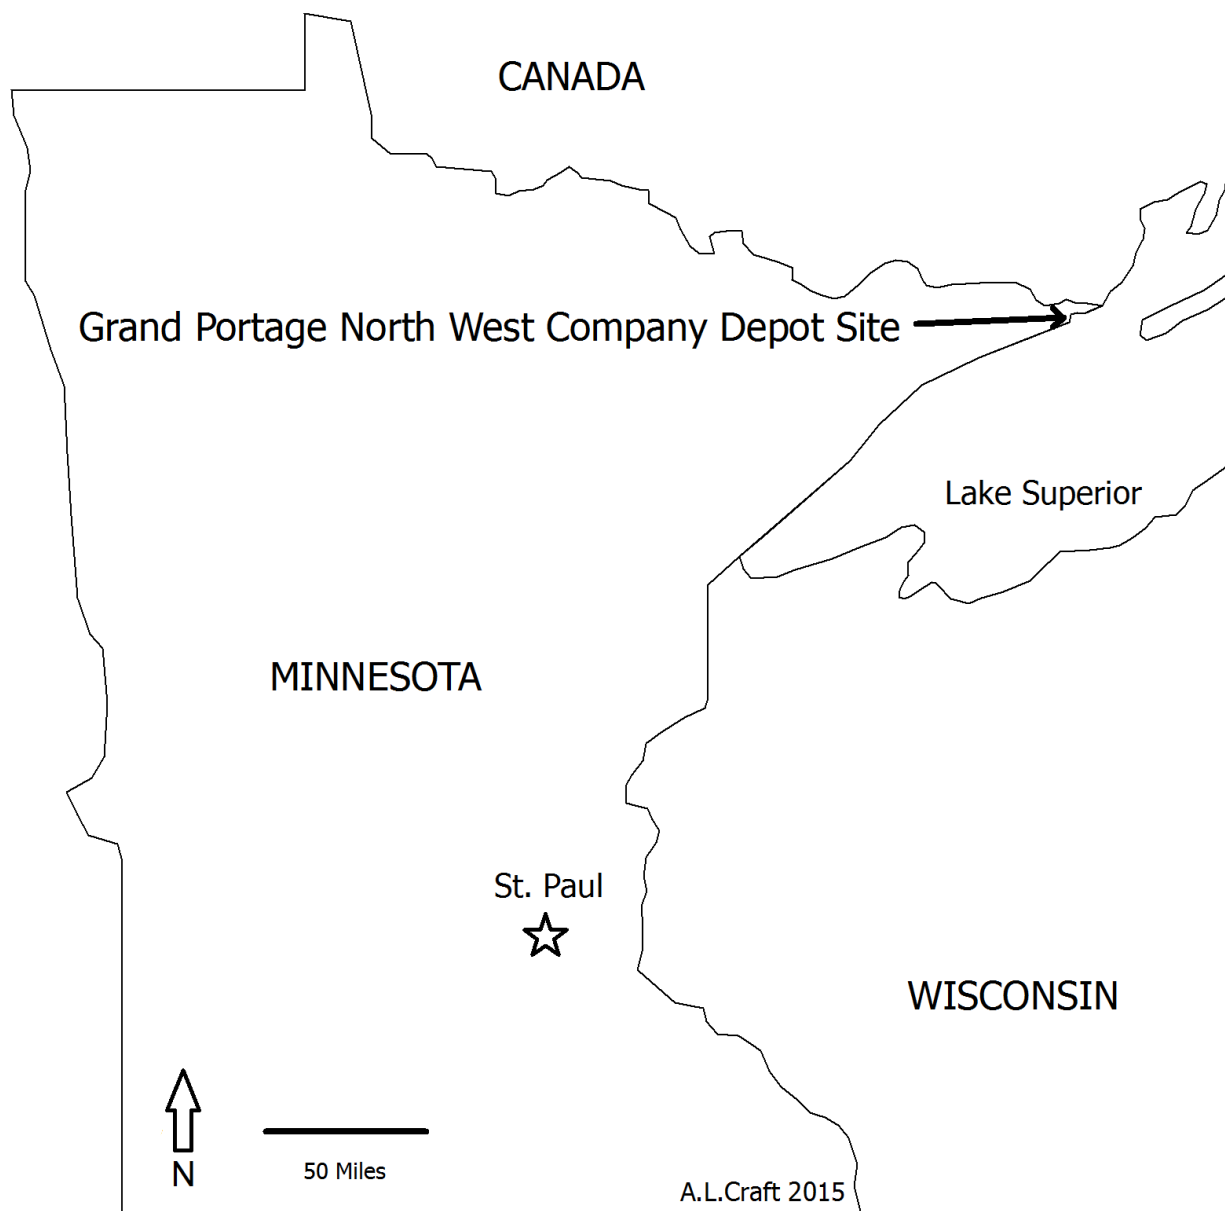 CANADA
Grand Portage North West Company Depot Site
Lake Superior
MINNESOTA
St. Paul
WISCONSIN
N
50 Miles
A.L.Craft 2015